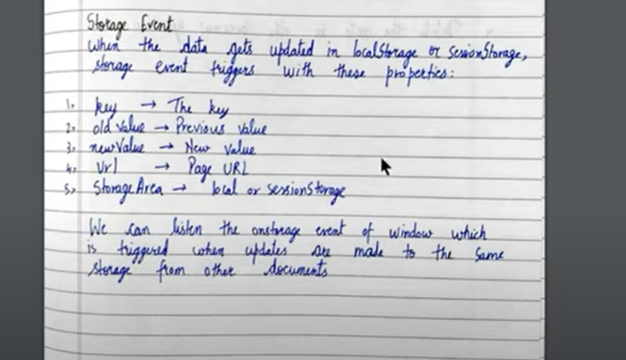 Storage Event
When the data gets updated in localStorage or sessionStorage,
storage event triggers with these properties:
1. key → The key
2. old Value → Previous value
3. newValue → New value
4. Url → Page URL
5. StorageArea → local or sessionStorage
We can listen the onstorage event of window which
is triggered when updates are made to the same
storage from other documents